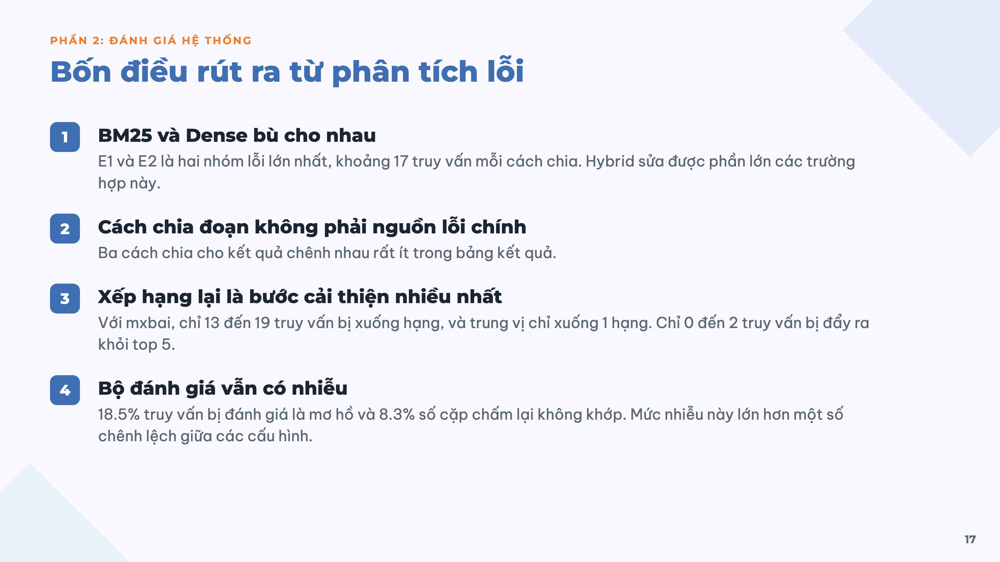 PHẦN 2: ĐÁNH GIÁ HỆ THỐNG
Bốn điều rút ra từ phân tích lỗi
1
BM25 và Dense bù cho nhau
E1 và E2 là hai nhóm lỗi lớn nhất, khoảng 17 truy vấn mỗi cách chia. Hybrid sửa được phần lớn các trường
hợp này.
2
Cách chia đoạn không phải nguồn lỗi chính
Ba cách chia cho kết quả chênh nhau rất ít trong bảng kết quả.
3
Xếp hạng lại là bước cải thiện nhiều nhất
Với mxbai, chỉ 13 đến 19 truy vấn bị xuống hạng, và trung vị chỉ xuống 1 hạng. Chỉ 0 đến 2 truy vấn bị đẩy ra
khỏi top 5.
4
Bộ đánh giá vẫn có nhiễu
18.5% truy vấn bị đánh giá là mơ hồ và 8.3% số cặp chấm lại không khớp. Mức nhiễu này lớn hơn một số
chênh lệch giữa các cấu hình.
17